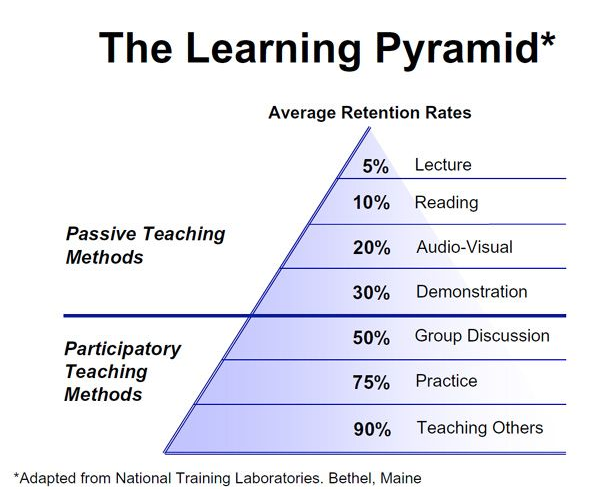 The Learning Pyramid*
Average Retention Rates
5% Lecture
10% Reading
20% Audio-Visual
30% Demonstration
Passive Teaching
Methods
50% Group Discussion
75% Practice
90% Teaching Others
Participatory
Teaching
Methods
*Adapted from National Training Laboratories. Bethel, Maine